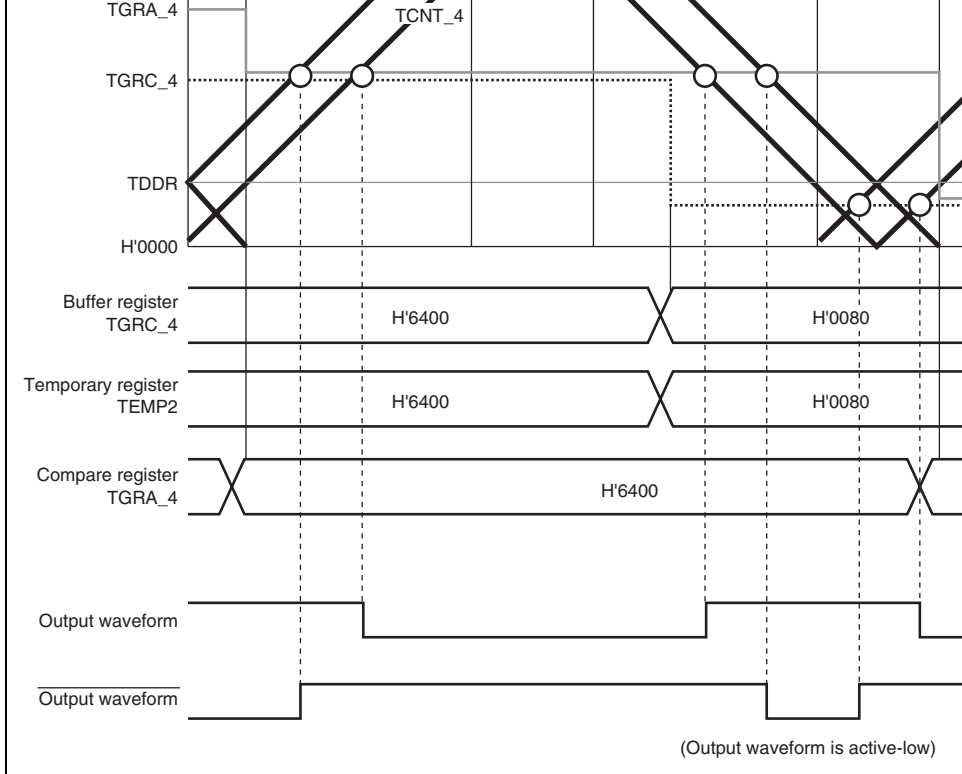 TGRA_4
TCNT_4
TGRC_4
TDDR
H'0000
Buffer register
TGRC_4
H'6400
H'0080
Temporary register
TEMP2
H'6400
H'0080
Compare register
TGRA_4
H'6400
Output waveform
Output waveform
(Output waveform is active-low)